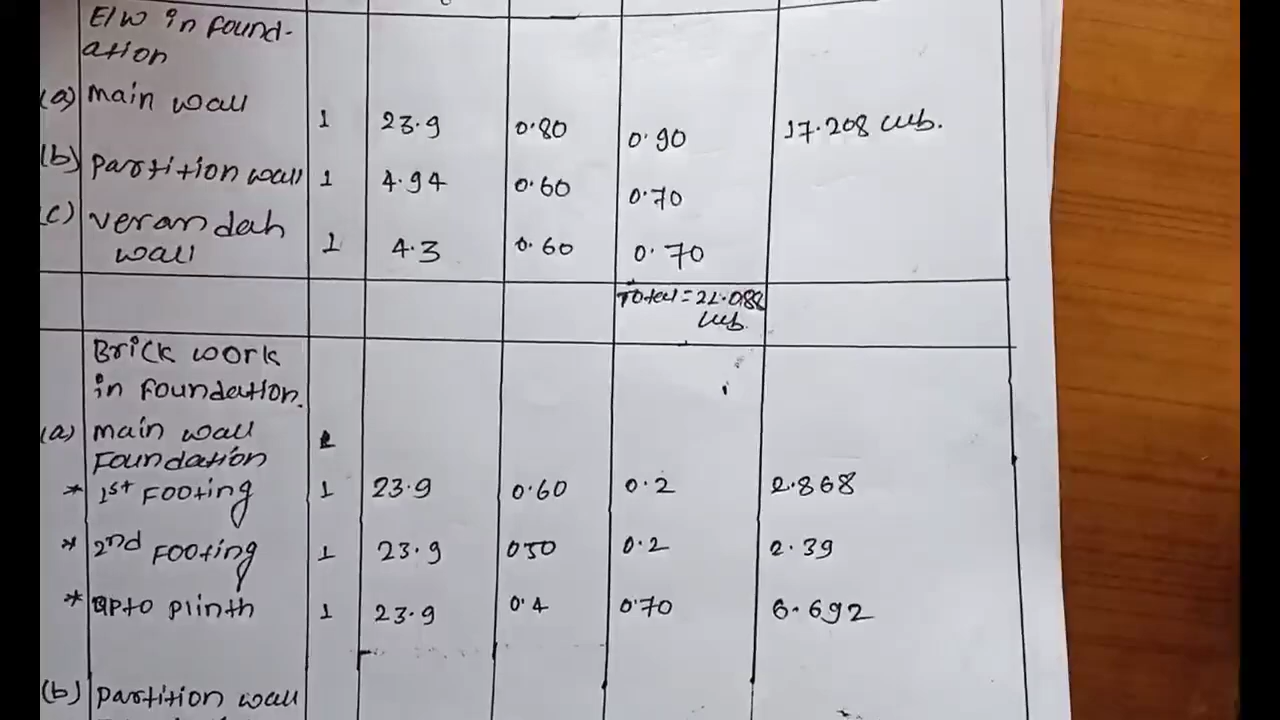 E/W in found-
ation
(a) main wall 1 23.9 0.80 0.90 17.208 cub.
(b) partition wall 1 4.94 0.60 0.70
(c) verandah
wall 1 4.3 0.60 0.70
Total = 21.088
cub.
Brick work
in foundation.
(a) main wall
Foundation
* 1st Footing 1 23.9 0.60 0.2 2.868
* 2nd Footing 1 23.9 050 0.2 2.39
* upto plinth 1 23.9 0.4 0.70 6.692
(b) partition wall